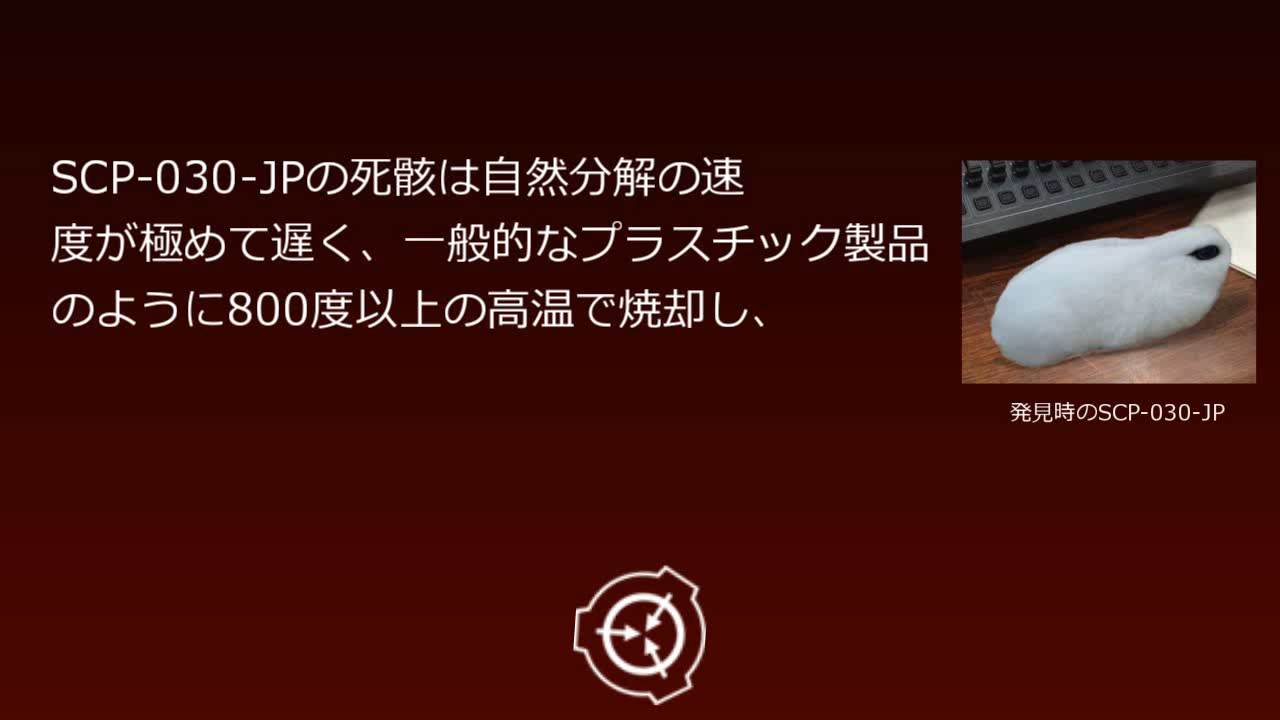 SCP-030-JPの死骸は自然分解の速
度が極めて遅く、一般的なプラスチック製品
のように800度以上の高温で焼却し、
発見時のSCP-030-JP